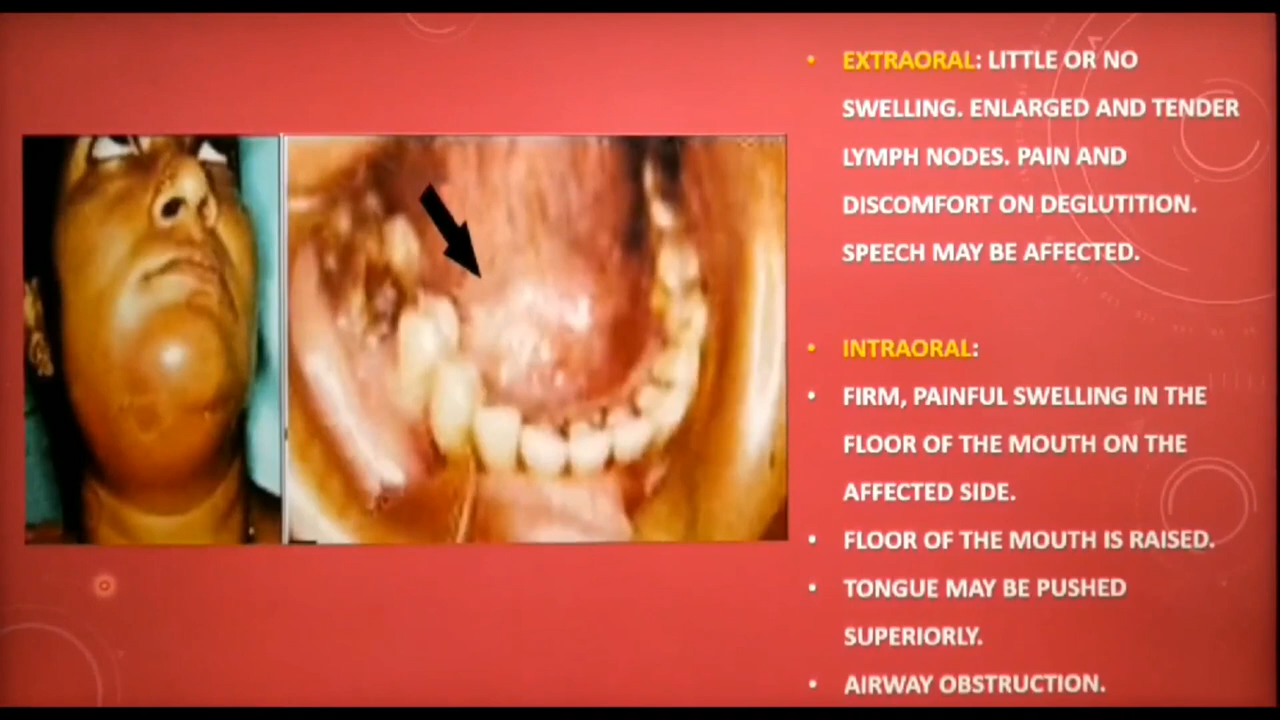 • EXTRAORAL: LITTLE OR NO
SWELLING. ENLARGED AND TENDER
LYMPH NODES. PAIN AND
DISCOMFORT ON DEGLUTITION.
SPEECH MAY BE AFFECTED.
• INTRAORAL:
• FIRM, PAINFUL SWELLING IN THE
FLOOR OF THE MOUTH ON THE
AFFECTED SIDE.
• FLOOR OF THE MOUTH IS RAISED.
• TONGUE MAY BE PUSHED
SUPERIORLY.
• AIRWAY OBSTRUCTION.